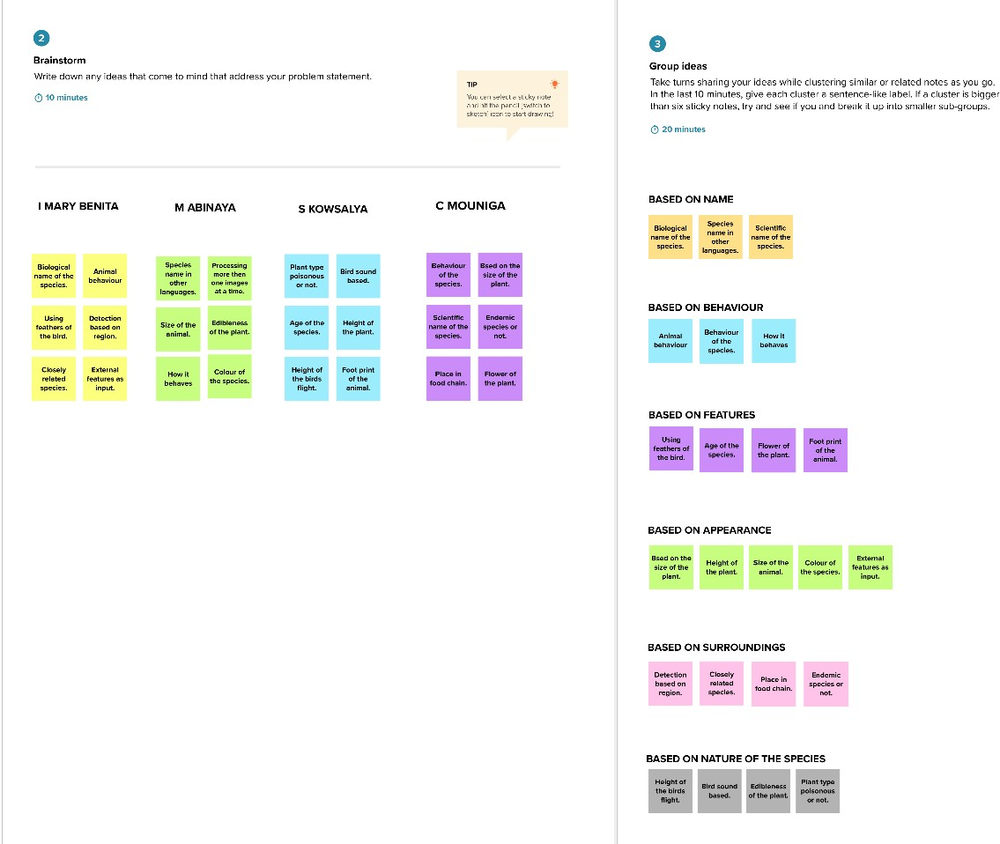 2
Brainstorm
Write down any ideas that come to mind that address your problem statement.
10 minutes
TIP
You can select a sticky note
and hit the pencil [switch to
sketch] icon to start drawing!
I MARY BENITA
M ABINAYA
S KOWSALYA
C MOUNIGA
Biological
name of the
species.
Animal
behaviour
Using
feathers of
the bird.
Detection
based on
region.
Closely
related
species.
External
features as
input.
Species
name in
other
languages.
Processing
more then
one images
at a time.
Size of the
animal.
Edibleness
of the plant.
How it
behaves
Colour of
the species.
Plant type
poisonous
or not.
Bird sound
based.
Age of the
species.
Height of
the plant.
Height of
the birds
flight.
Foot print
of the
animal.
Behaviour
of the
species.
Bsed on the
size of the
plant.
Scientific
name of the
species.
Endemic
species or
not.
Place in
food chain.
Flower of
the plant.
3
Group ideas
Take turns sharing your ideas while clustering similar or related notes as you go.
In the last 10 minutes, give each cluster a sentence-like label. If a cluster is bigger
than six sticky notes, try and see if you and break it up into smaller sub-groups.
20 minutes
BASED ON NAME
Biological
name of the
species.
Species
name in
other
languages.
Scientific
name of the
species.
BASED ON BEHAVIOUR
Animal
behaviour
Behaviour
of the
species.
How it
behaves
BASED ON FEATURES
Using
feathers of
the bird.
Age of the
species.
Flower of
the plant.
Foot print
of the
animal.
BASED ON APPEARANCE
Bsed on the
size of the
plant.
Height of
the plant.
Size of the
animal.
Colour of
the species.
External
features as
input.
BASED ON SURROUNDINGS
Detection
based on
region.
Closely
related
species.
Place in
food chain.
Endemic
species or
not.
BASED ON NATURE OF THE SPECIES
Height of
the birds
flight.
Bird sound
based.
Edibleness
of the plant.
Plant type
poisonous
or not.